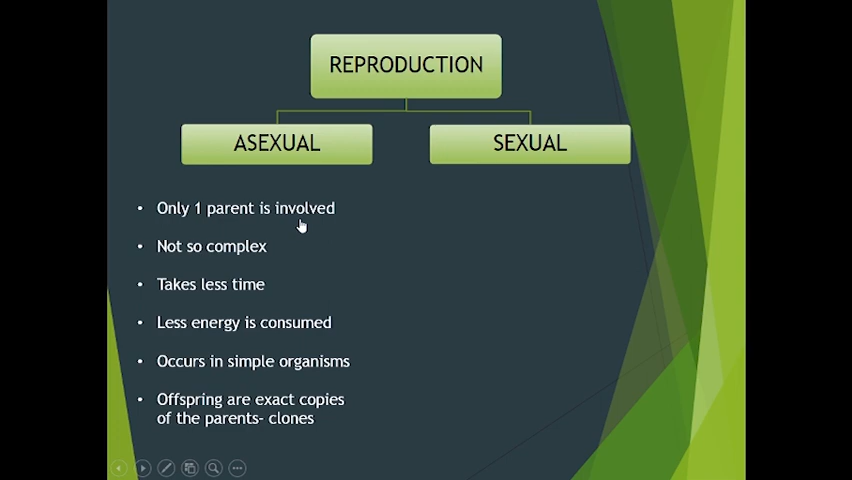 REPRODUCTION
ASEXUAL
SEXUAL
• Only 1 parent is involved
• Not so complex
• Takes less time
• Less energy is consumed
• Occurs in simple organisms
• Offspring are exact copies
of the parents- clones